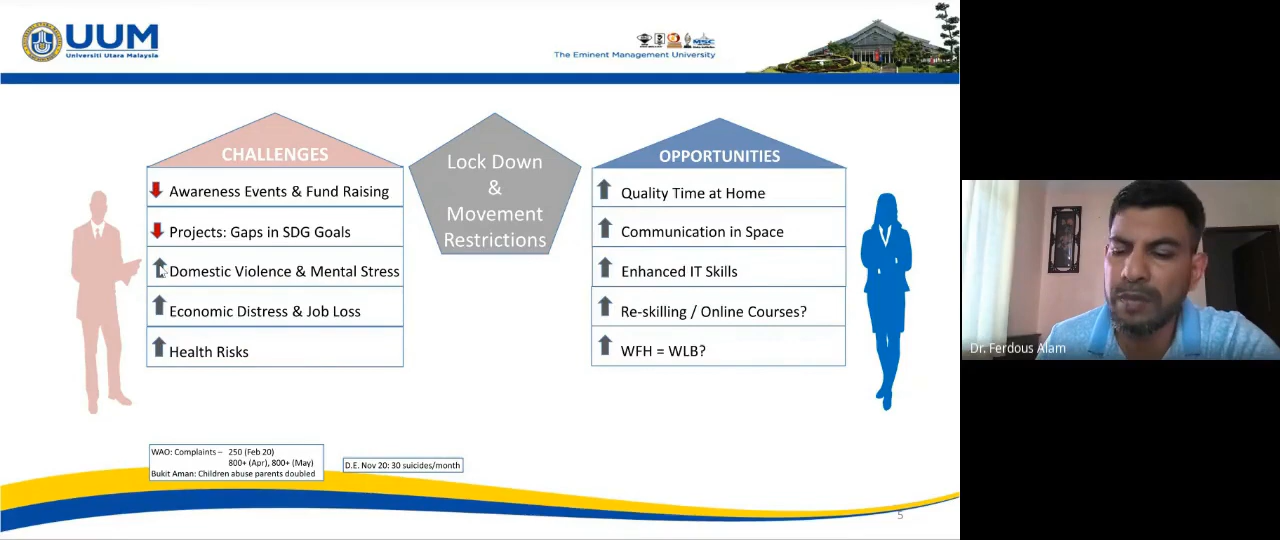 UUM
Universiti Utara Malaysia
MSC
The Eminent Management University
CHALLENGES
Awareness Events & Fund Raising
Projects: Gaps in SDG Goals
Domestic Violence & Mental Stress
Economic Distress & Job Loss
Health Risks
Lock Down
&
Movement
Restrictions
OPPORTUNITIES
Quality Time at Home
Communication in Space
Enhanced IT Skills
Re-skilling / Online Courses?
WFH = WLB?
WAO: Complaints – 250 (Feb 20)
800+ (Apr), 800+ (May)
Bukit Aman: Children abuse parents doubled
D.E. Nov 20: 30 suicides/month
5
Dr. Ferdous Alam